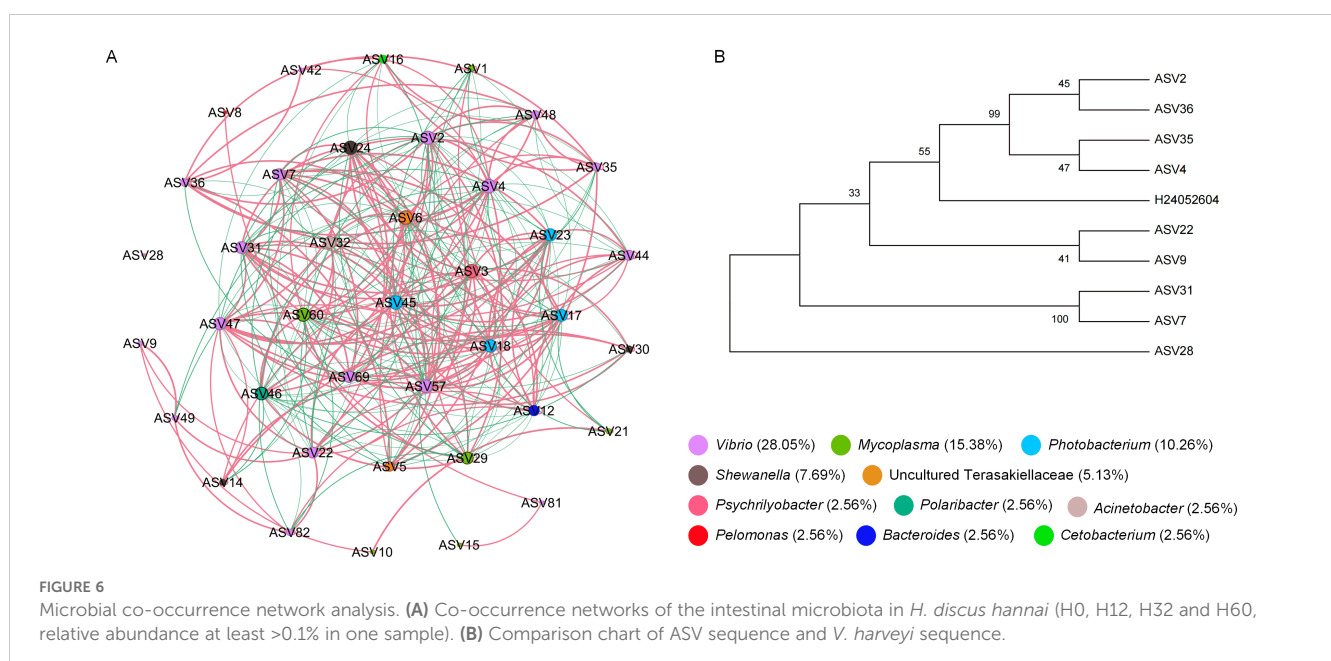 A
B
ASV16
ASV42
ASV1
ASV8
ASV48
ASV2
ASV24
ASV35
ASV7
ASV36
ASV4
ASV6
ASV23
ASV32
ASV31
ASV28
ASV44
ASV3
ASV45
ASV60
ASV17
ASV47
ASV9
ASV18
ASV30
ASV69
ASV57
ASV46
ASV12
ASV49
ASV21
ASV22
ASV29
ASV5
ASV14
ASV81
ASV82
ASV15
ASV10
45
ASV2
99
ASV36
ASV35
55
47
ASV4
33
H24052604
ASV22
41
ASV9
ASV31
100
ASV7
ASV28
Vibrio (28.05%) Mycoplasma (15.38%) Photobacterium (10.26%)
Shewanella (7.69%) Uncultured Terasakiellaceae (5.13%)
Psychrilyobacter (2.56%) Polaribacter (2.56%) Acinetobacter (2.56%)
Pelomonas (2.56%) Bacteroides (2.56%) Cetobacterium (2.56%)
FIGURE 6
Microbial co-occurrence network analysis. (A) Co-occurrence networks of the intestinal microbiota in H. discus hannai (H0, H12, H32 and H60,
relative abundance at least >0.1% in one sample). (B) Comparison chart of ASV sequence and V. harveyi sequence.